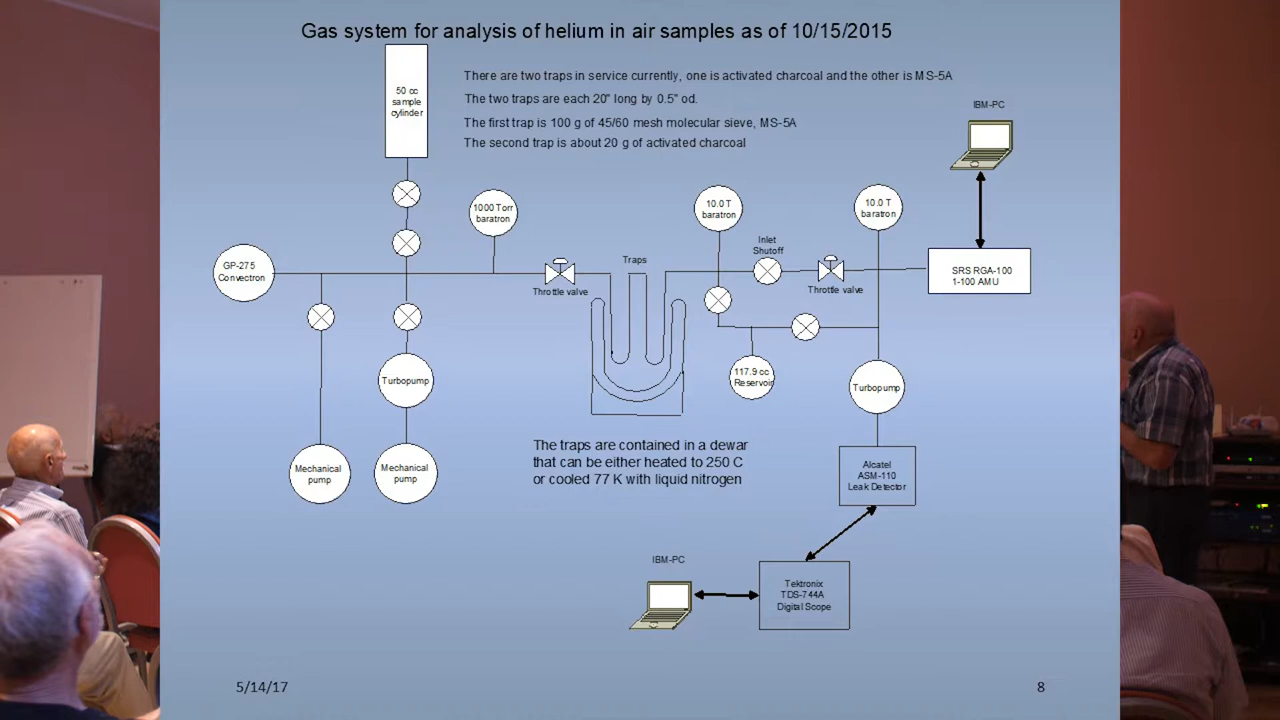 Gas system for analysis of helium in air samples as of 10/15/2015
50 cc
sample
cylinder
There are two traps in service currently, one is activated charcoal and the other is MS-5A
The two traps are each 20" long by 0.5" od.
The first trap is 100 g of 45/60 mesh molecular sieve, MS-5A
The second trap is about 20 g of activated charcoal
IBM-PC
1000 Torr
baratron
10.0 T
baratron
10.0 T
baratron
GP-275
Convectron
Throttle valve
Traps
Inlet
Shutoff
Throttle valve
SRS RGA-100
1-100 AMU
Turbopump
117.9 cc
Reservoir
Turbopump
Mechanical
pump
Mechanical
pump
The traps are contained in a dewar
that can be either heated to 250 C
or cooled 77 K with liquid nitrogen
Alcatel
ASM-110
Leak Detector
IBM-PC
Tektronix
TDS-744A
Digital Scope
5/14/17
8